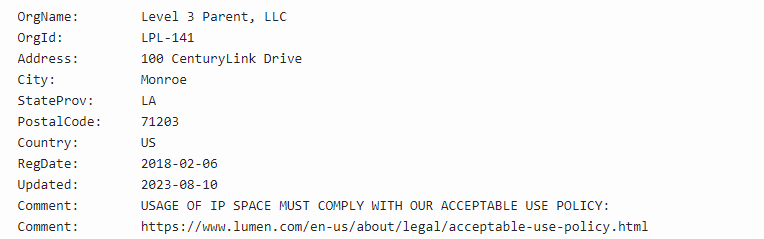 OrgName: Level 3 Parent, LLC
OrgId: LPL-141
Address: 100 CenturyLink Drive
City: Monroe
StateProv: LA
PostalCode: 71203
Country: US
RegDate: 2018-02-06
Updated: 2023-08-10
Comment: USAGE OF IP SPACE MUST COMPLY WITH OUR ACCEPTABLE USE POLICY:
Comment: https://www.lumen.com/en-us/about/legal/acceptable-use-policy.html